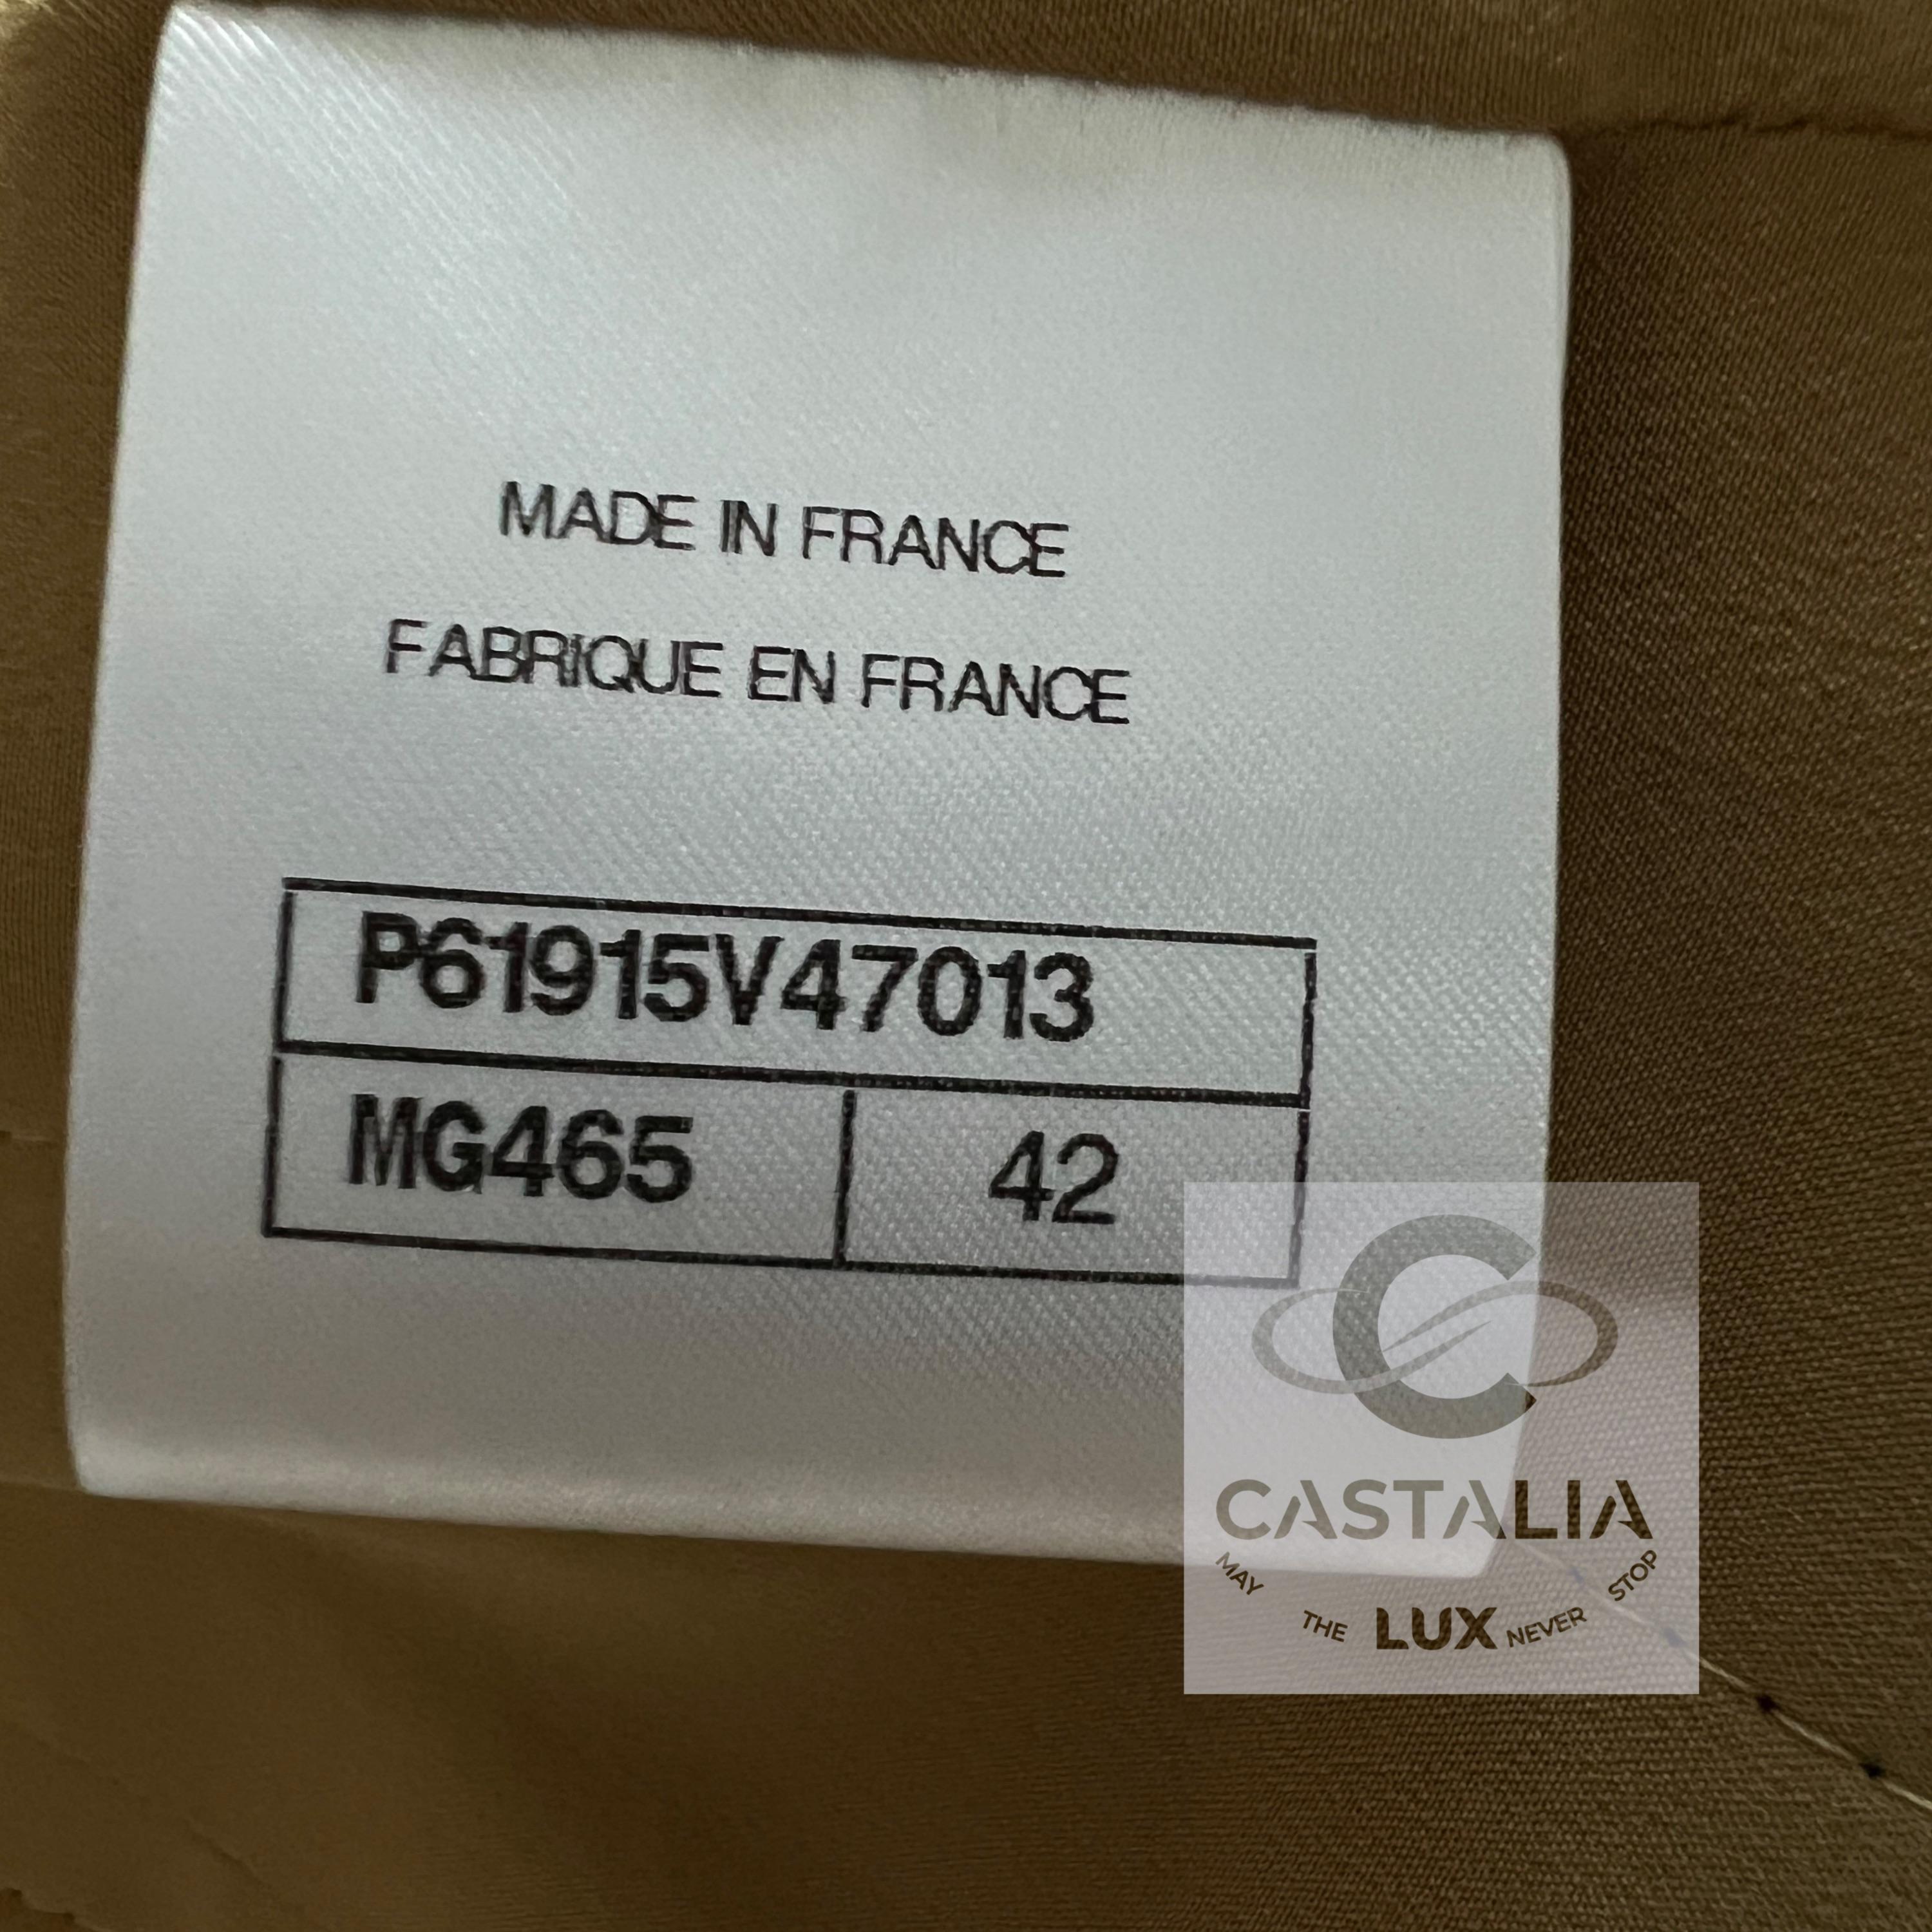 MADE IN FRANCE
FABRIQUE EN FRANCE
P61915V47013
MG465 42
CASTALIA
MAY THE LUX NEVER STOP